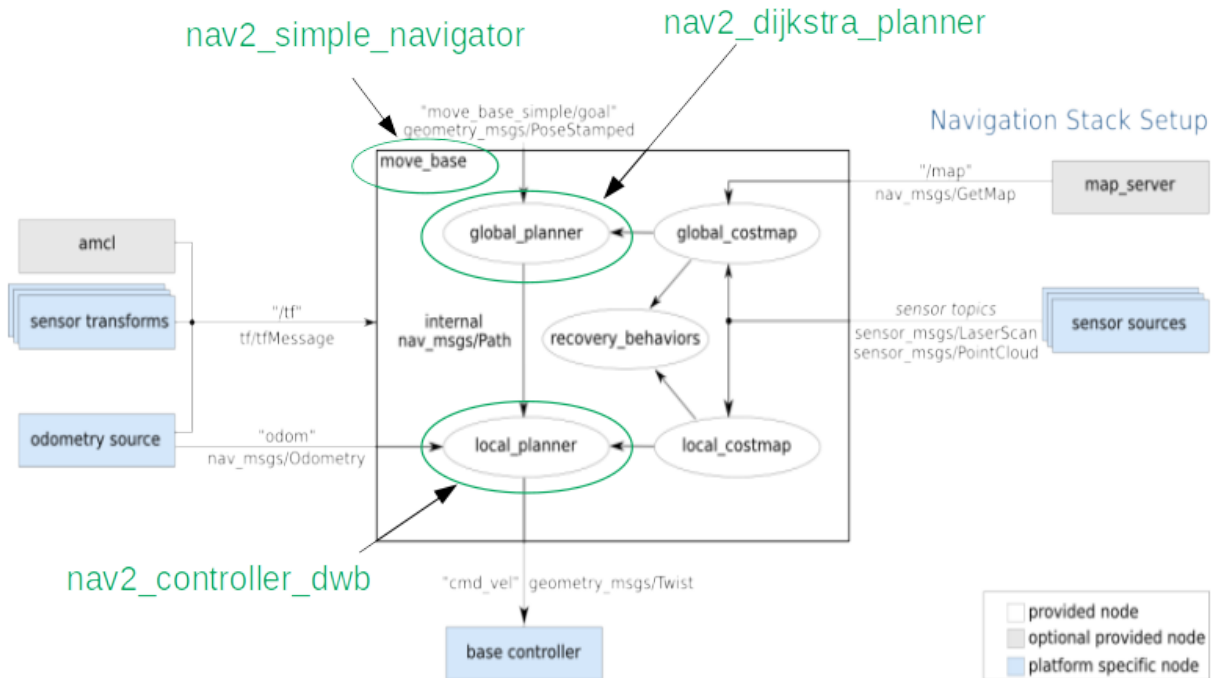 nav2_simple_navigator
nav2_dijkstra_planner
"move_base_simple/goal"
geometry_msgs/PoseStamped
Navigation Stack Setup
move_base
"/map"
nav_msgs/GetMap
map_server
amcl
global_planner
global_costmap
sensor transforms
"/tf"
tf/tfMessage
internal
nav_msgs/Path
recovery_behaviors
sensor topics
sensor_msgs/LaserScan
sensor_msgs/PointCloud
sensor sources
odometry source
"odom"
nav_msgs/Odometry
local_planner
local_costmap
nav2_controller_dwb
"cmd_vel" geometry_msgs/Twist
base controller
provided node
optional provided node
platform specific node